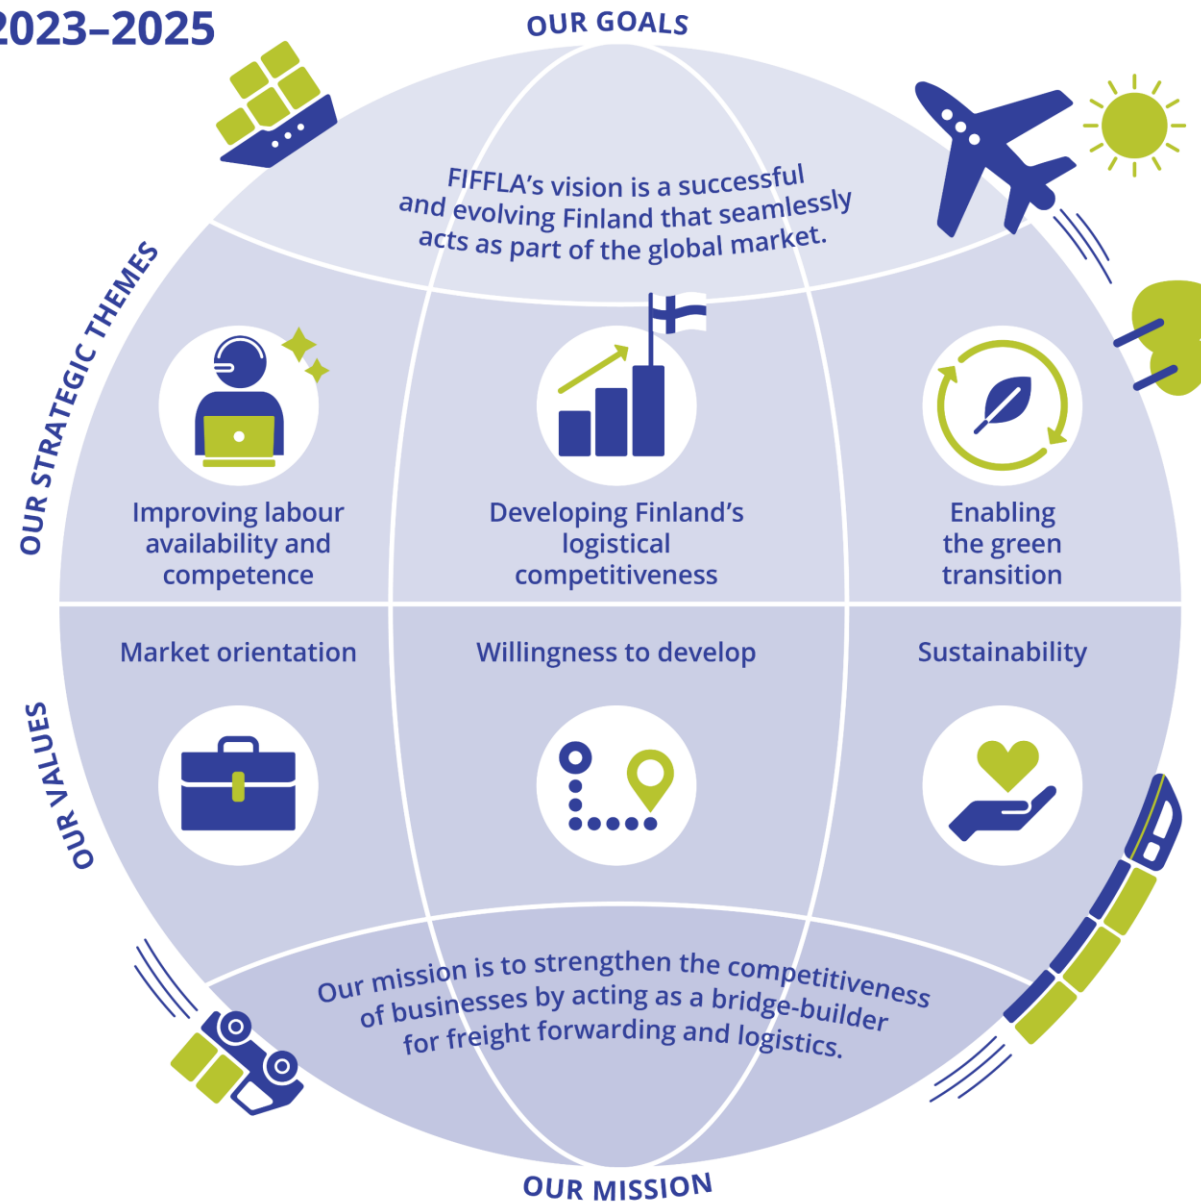 2023–2025
OUR GOALS
FIFFLA’s vision is a successful
and evolving Finland that seamlessly
acts as part of the global market.
OUR STRATEGIC THEMES
Improving labour
availability and
competence
Developing Finland’s
logistical
competitiveness
Enabling
the green
transition
OUR VALUES
Market orientation
Willingness to develop
Sustainability
Our mission is to strengthen the competitiveness
of businesses by acting as a bridge-builder
for freight forwarding and logistics.
OUR MISSION